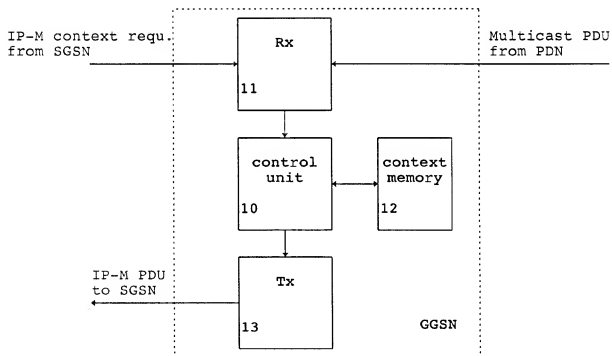 IP-M context requ.
from SGSN
Rx
11
Multicast PDU
from PDN
control
unit
10
context
memory
12
IP-M PDU
to SGSN
Tx
13
GGSN